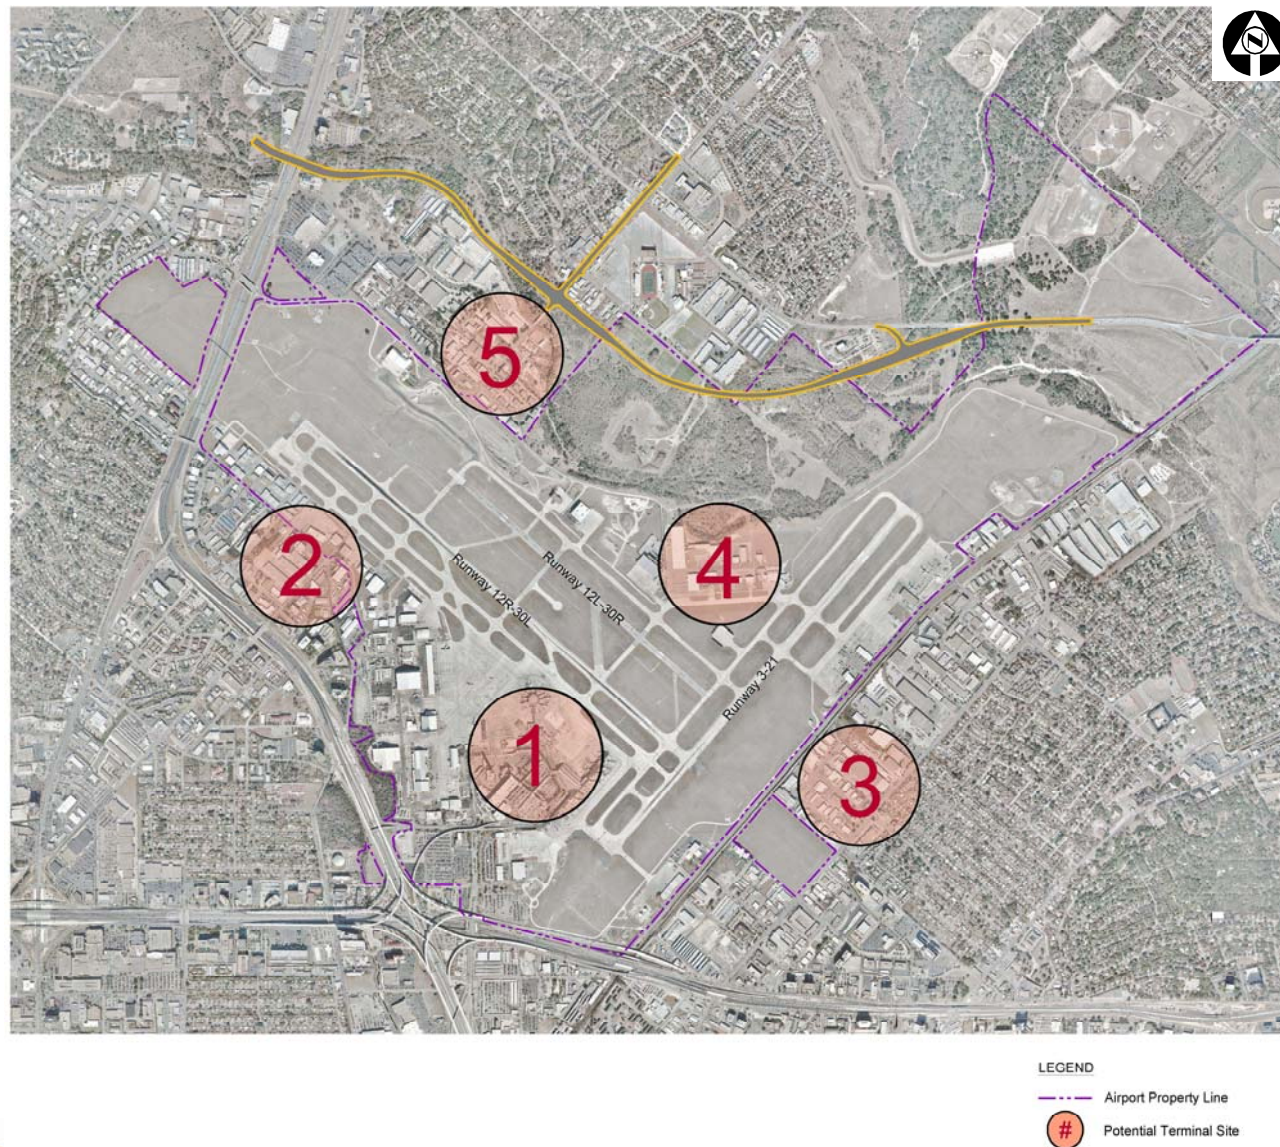 N
5
2
4
Runway 12R-30L
Runway 12L-30R
Runway 3-21
1
3
LEGEND
Airport Property Line
# Potential Terminal Site